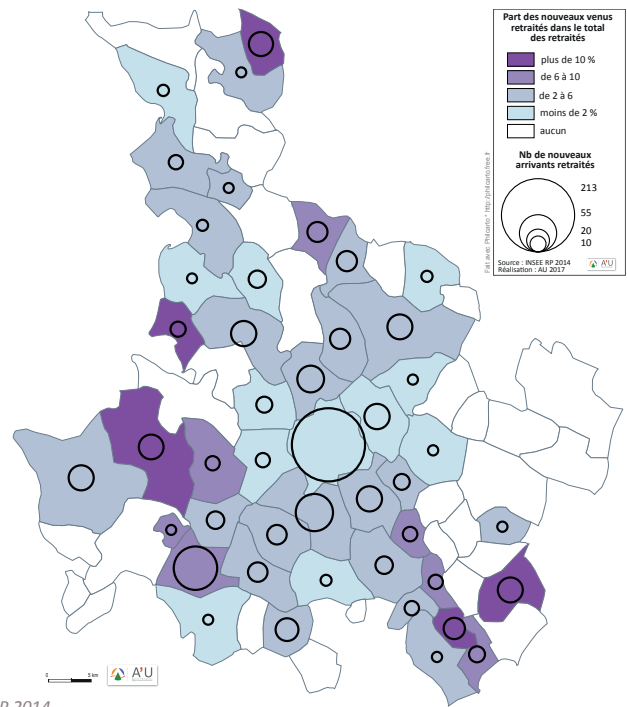 Part des nouveaux venus
retraités dans le total
des retraités
plus de 10 %
de 6 à 10
de 2 à 6
moins de 2 %
aucun
Nb de nouveaux
arrivants retraités
213
55
20
10
Source : INSEE RP 2014
Réalisation : AU 2017
A'U
Fait avec Philcarto * http://philcarto.free.fr
0 5 km
A'U
RP 2014